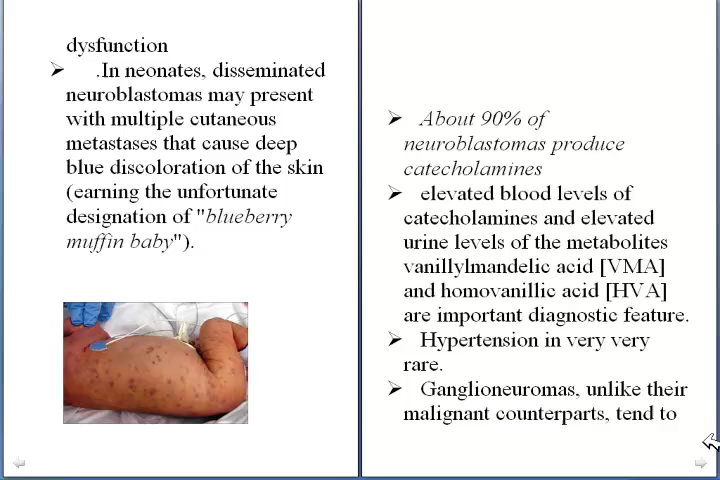 dysfunction
➢ .In neonates, disseminated
neuroblastomas may present
with multiple cutaneous
metastases that cause deep
blue discoloration of the skin
(earning the unfortunate
designation of "blueberry
muffin baby").
➢ About 90% of
neuroblastomas produce
catecholamines
➢ elevated blood levels of
catecholamines and elevated
urine levels of the metabolites
vanillylmandelic acid [VMA]
and homovanillic acid [HVA]
are important diagnostic feature.
➢ Hypertension in very very
rare.
➢ Ganglioneuromas, unlike their
malignant counterparts, tend to